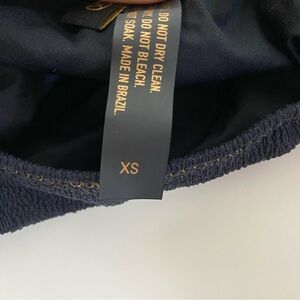 DO NOT DRY CLEAN.
DO NOT BLEACH.
SOAK.
MADE IN BRAZIL.
XS